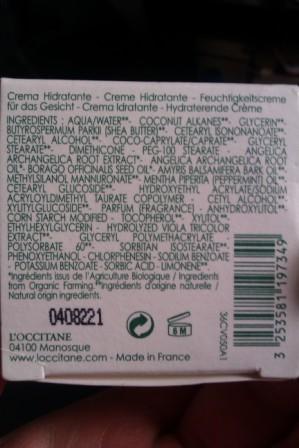 Crema Hidratante - Creme Hidratante - Feuchtigkeitscreme
für das Gesicht - Crema Idratante - Hydraterende Crème
INGREDIENTS : AQUA/WATER**- COCONUT ALKANES**- GLYCERIN**-
BUTYROSPERMUM PARKII (SHEA BUTTER)**- CETEARYL ISONONANOATE**-
CETEARYL ALCOHOL**- COCO-CAPRYLATE/CAPRATE**- GLYCERYL
STEARATE**- DIMETHICONE - PEG-100 STEARATE - ANGELICA
ARCHANGELICA ROOT EXTRACT*- ANGELICA ARCHANGELICA ROOT
OIL*- BORAGO OFFICINALIS SEED OIL*- AMYRIS BALSAMIFERA BARK OIL**-
METHYLSILANOL MANNURONATE**- MENTHA PIPERITA (PEPPERMINT) OIL**-
CETEARYL GLUCOSIDE**- HYDROXYETHYL ACRYLATE/SODIUM
ACRYLOYLDIMETHYL TAURATE COPOLYMER - CETYL ALCOHOL**-
XYLITYLGLUCOSIDE**- PARFUM (FRAGRANCE) - ANHYDROXYLITOL**-
CORN STARCH MODIFIED - TOCOPHEROL**- XYLITOL**-
ETHYLHEXYLGLYCERIN - HYDROLYZED VIOLA TRICOLOR
EXTRACT**- GLYCERYL POLYMETHACRYLATE -
POLYSORBATE 60**- SORBITAN ISOSTEARATE**-
PHENOXYETHANOL - CHLORPHENESIN - SODIUM BENZOATE
- POTASSIUM BENZOATE - SORBIC ACID - LIMONENE**.
*Ingrédients issus de l'Agriculture Biologique / Ingredients
from Organic Farming.**Ingrédients d'origine naturelle /
Natural origin ingredients.
0408221
6 M
36CV050A1
3 253581 197349
L'OCCITANE
04100 Manosque
www.loccitane.com - Made in France